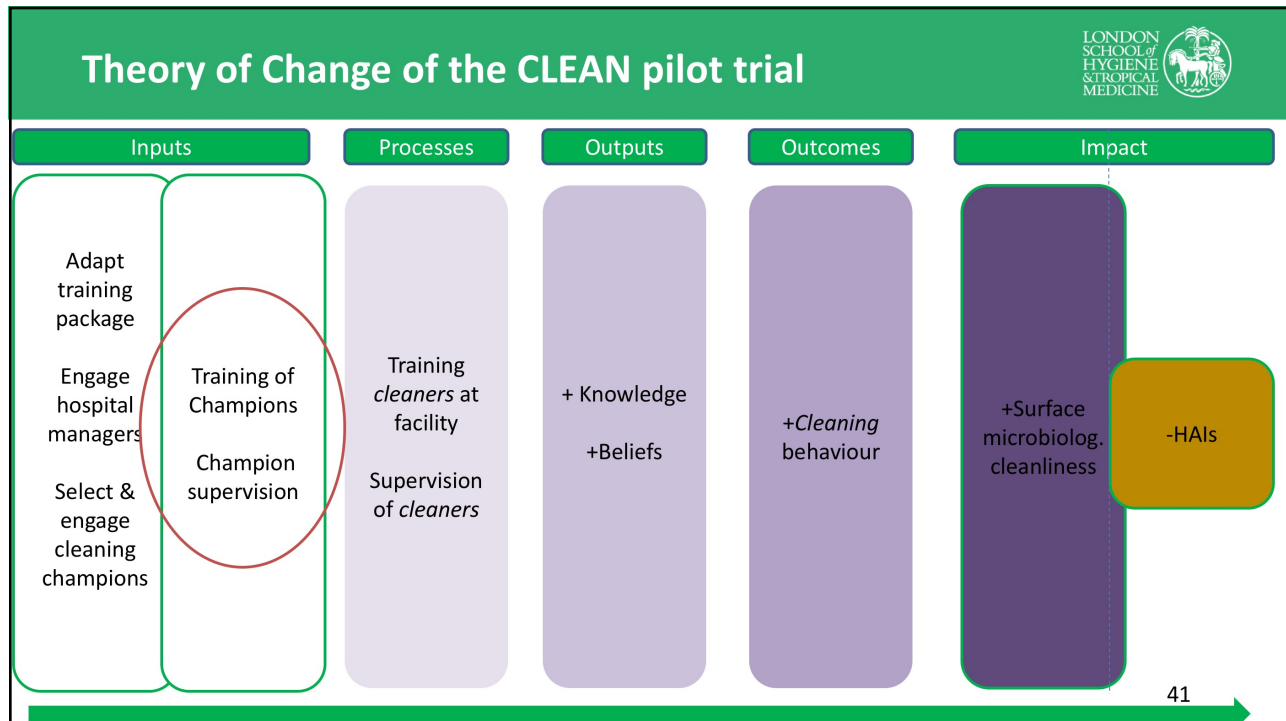 Theory of Change of the CLEAN pilot trial
LONDON
SCHOOL of
HYGIENE
&TROPICAL
MEDICINE
Inputs
Processes
Outputs
Outcomes
Impact
Adapt
training
package
Engage
hospital
managers
Select &
engage
cleaning
champions
Training of
Champions
Champion
supervision
Training
cleaners at
facility
Supervision
of cleaners
+ Knowledge
+Beliefs
+Cleaning
behaviour
+Surface
microbiolog.
cleanliness
-HAIs
41